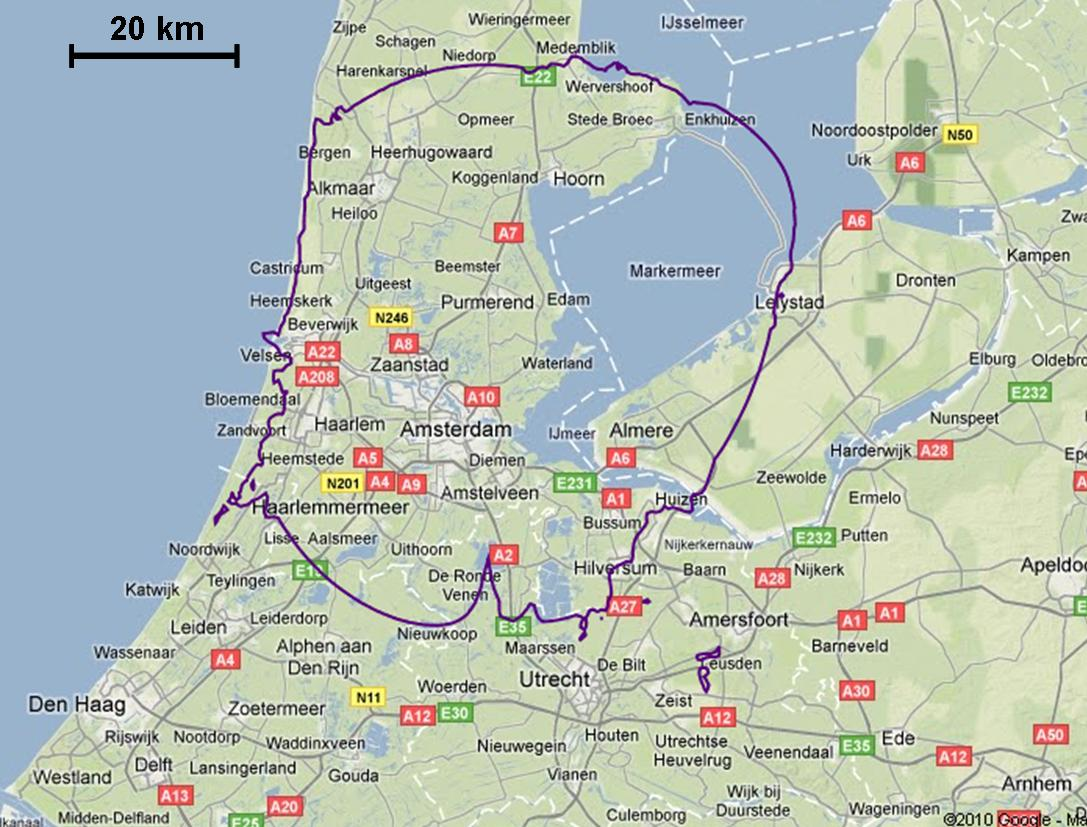 20 km
Zijpe
Wieringermeer
IJsselmeer
Schagen
Niedorp
Medemblik
Harenkarspel
E22
Wervershoof
Opmeer
Stede Broec
Enkhuizen
Noordoostpolder
N50
Bergen
Heerhugowaard
Urk
A6
Koggenland
Hoorn
Alkmaar
Heiloo
A7
A6
Zwa
Castricum
Beemster
Markermeer
Kampen
Uitgeest
Dronten
Heemskerk
Purmerend
Edam
Lelystad
N246
Beverwijk
A8
Velsen
A22
Zaanstad
Waterland
Elburg
Oldebro
A208
E232
Bloemendaal
A10
Nunspeet
Zandvoort
Haarlem
Amsterdam
IJmeer
Almere
Harderwijk
A28
Heemstede
A5
Diemen
A6
Epe
N201
A4
A9
E231
Zeewolde
A
Amstelveen
A1
Huizen
Ermelo
Haarlemmermeer
Bussum
Lisse
Aalsmeer
E232
Putten
Noordwijk
Uithoorn
A2
Nijkerkernauw
Teylingen
E19
De Ronde
Venen
Hilversum
Baarn
A28
Nijkerk
Apeldoo
Katwijk
A27
E
Leiderdorp
E35
Amersfoort
A1
A1
Leiden
Nieuwkoop
Wassenaar
A4
Alphen aan
Den Rijn
Maarssen
Barneveld
De Bilt
Leusden
Utrecht
Woerden
A30
Den Haag
N11
Zeist
Zoetermeer
A12
E30
A12
Rijswijk
Nootdorp
Waddinxveen
Nieuwegein
Houten
Utrechtse
Heuvelrug
Veenendaal
E35
Ede
A50
A12
Delft
Lansingerland
Gouda
Vianen
Westland
A13
Wijk bij
Duurstede
Arnhem
A20
lkanaal
Midden-Delfland
E25
Culemborg
Wageningen
©2010 Google - Ma